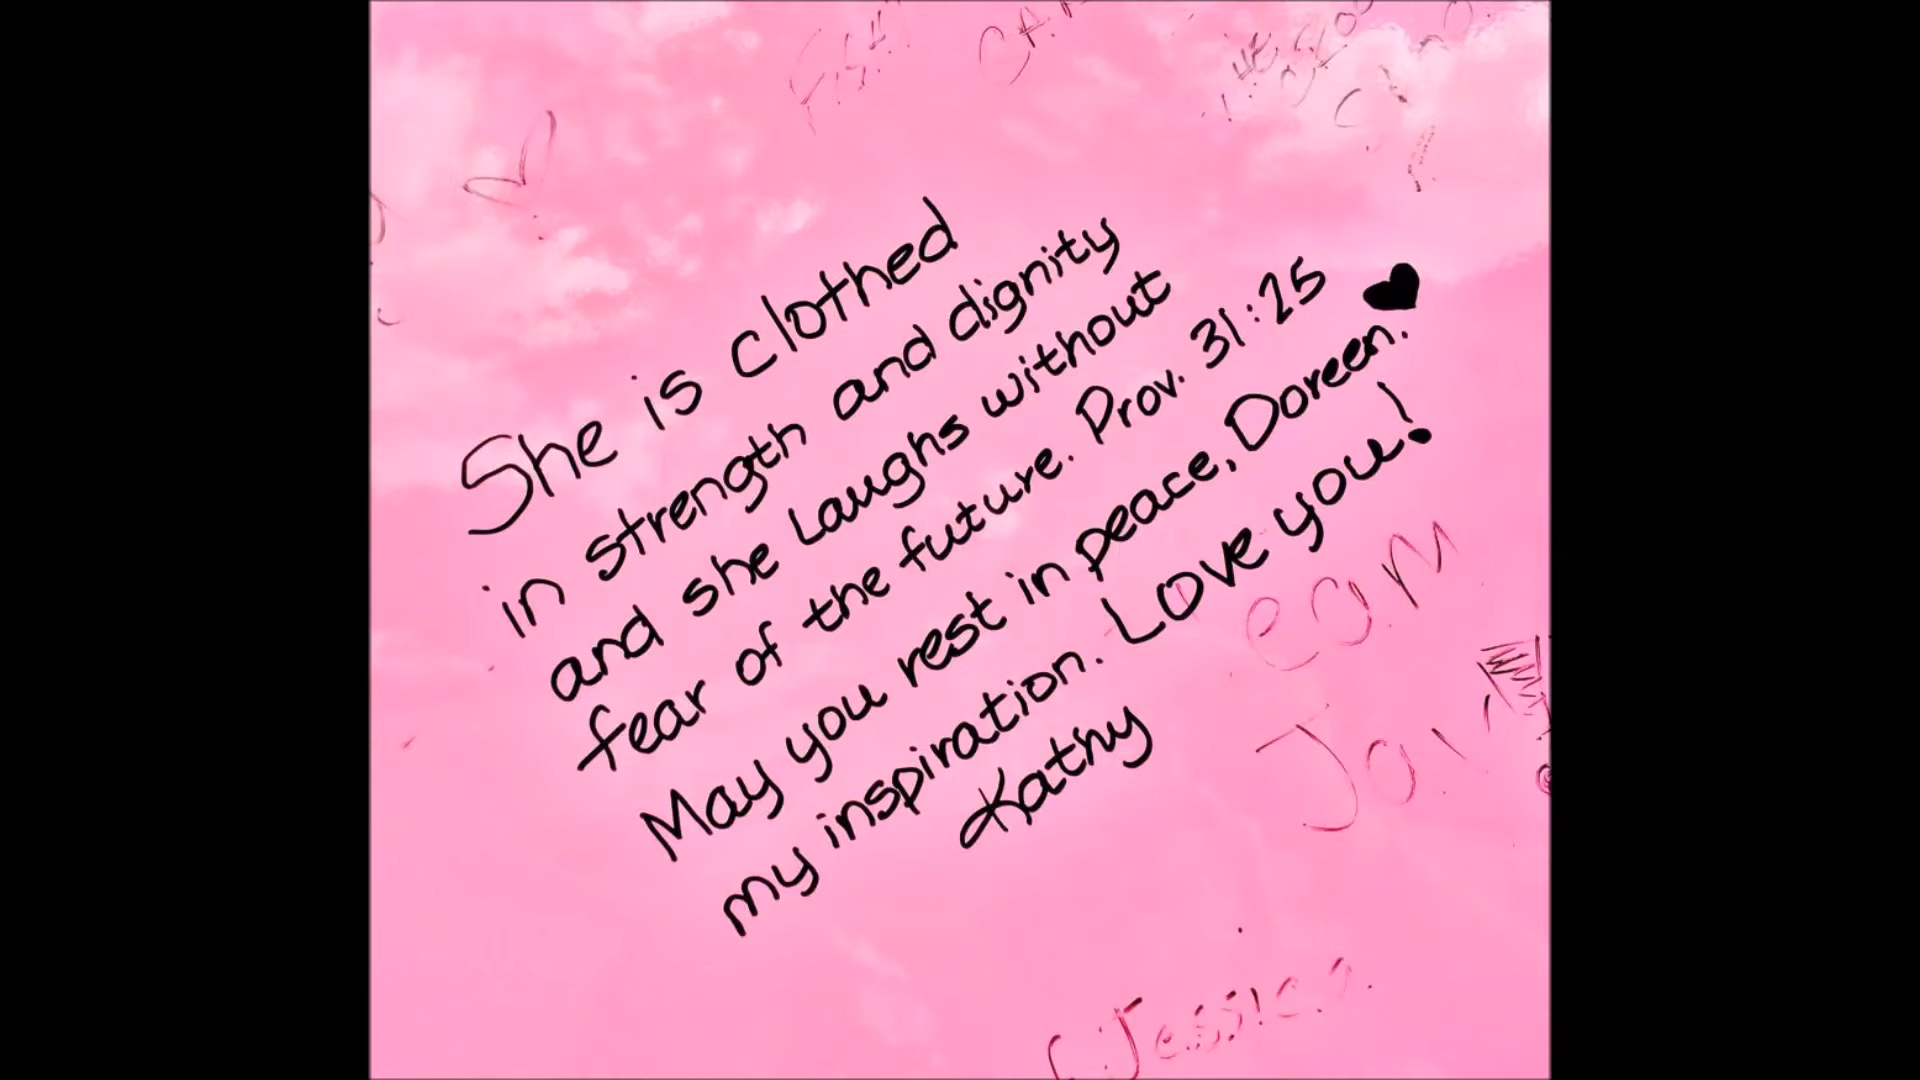 She is clothed
in strength and dignity
and she laughs without
fear of the future. Prov. 31:25
May you rest in peace, Doreen.
my inspiration. Love you!
Kathy
Jessica